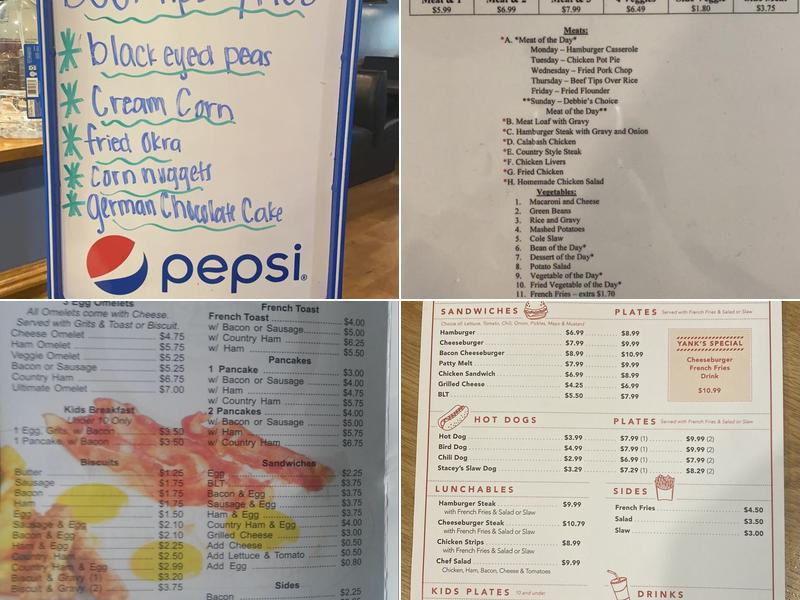 black eyed peas
Cream Corn
fried okra
corn nuggets
german Chocolate Cake
pepsi
$5.99 $6.99 $7.99 $6.49 $1.80 $3.75
Meats:
*A. *Meat of the Day*
Monday – Hamburger Casserole
Tuesday – Chicken Pot Pie
Wednesday – Fried Pork Chop
Thursday – Beef Tips Over Rice
Friday – Fried Flounder
**Sunday – Debbie's Choice
Meat of the Day**
*B. Meat Loaf with Gravy
*C. Hamburger Steak with Gravy and Onion
*D. Calabash Chicken
*E. Country Style Steak
*F. Chicken Livers
*G. Fried Chicken
*H. Homemade Chicken Salad
Vegetables:
1. Macaroni and Cheese
2. Green Beans
3. Rice and Gravy
4. Mashed Potatoes
5. Cole Slaw
6. Bean of the Day*
7. Dessert of the Day*
8. Potato Salad
9. Vegetable of the Day*
10. Fried Vegetable of the Day*
11. French Fries – extra $1.70
3 Egg Omelets
All Omelets come with Cheese.
Served with Grits & Toast or Biscuit.
Cheese Omelet $4.75
Ham Omelet $5.75
Veggie Omelet $5.25
Bacon or Sausage $5.25
Country Ham $6.75
Ultimate Omelet $7.00
Kids Breakfast
Under 10 Only
1 Egg, Grits, w/ Bacon $3.50
1 Pancake, w/ Bacon $3.50
Biscuits
Butter $1.25
Sausage $1.75
Bacon $1.75
Ham $1.75
Egg $1.50
Sausage & Egg $2.10
Bacon & Egg $2.10
Ham & Egg $2.25
Country Ham $2.50
Country Ham & Egg $2.99
Biscuit & Gravy (1) $3.20
Biscuit & Gravy (2) $3.75
French Toast
French Toast $4.00
w/ Bacon or Sausage $5.00
w/ Country Ham $6.25
w/ Ham $5.50
Pancakes
1 Pancake $3.00
w/ Bacon or Sausage $4.00
w/ Ham $4.75
w/ Country Ham $5.75
2 Pancakes $4.00
w/ Bacon or Sausage $5.00
w/ Ham $5.75
w/ Country Ham $6.75
Sandwiches
Egg $2.25
BLT $3.75
Bacon & Egg $3.75
Sausage & Egg $3.75
Ham & Egg $3.75
Country Ham & Egg $4.00
Grilled Cheese $3.00
Add Cheese $0.50
Add Lettuce & Tomato $0.50
Add Egg $0.80
Sides
Bacon $2.25
SANDWICHES PLATES Served with French Fries & Salad or Slaw
Choice of: Lettuce, Tomato, Chili, Onion, Pickles, Mayo & Mustard
Hamburger $6.99 $8.99
Cheeseburger $7.99 $9.99
Bacon Cheeseburger $8.99 $10.99
Patty Melt $7.99 $9.99
Chicken Sandwich $6.99 $8.99
Grilled Cheese $4.25 $6.99
BLT $5.50 $7.99
YANK'S SPECIAL
Cheeseburger
French Fries
Drink
$10.99
HOT DOGS PLATES Served with French Fries & Salad or Slaw
Hot Dog $3.99 $7.99 (1) $9.99 (2)
Bird Dog $4.99 $7.99 (1) $9.99 (2)
Chili Dog $2.99 $6.99 (1) $7.99 (2)
Stacey's Slaw Dog $3.29 $7.29 (1) $8.29 (2)
LUNCHABLES
Hamburger Steak $9.99
with French Fries & Salad or Slaw
Cheeseburger Steak $10.79
with French Fries & Salad or Slaw
Chicken Strips $8.99
with French Fries & Salad or Slaw
Chef Salad $9.99
Chicken, Ham, Bacon, Cheese & Tomatoes
SIDES
French Fries $4.50
Salad $3.50
Slaw $3.00
KIDS PLATES 10 and under
DRINKS